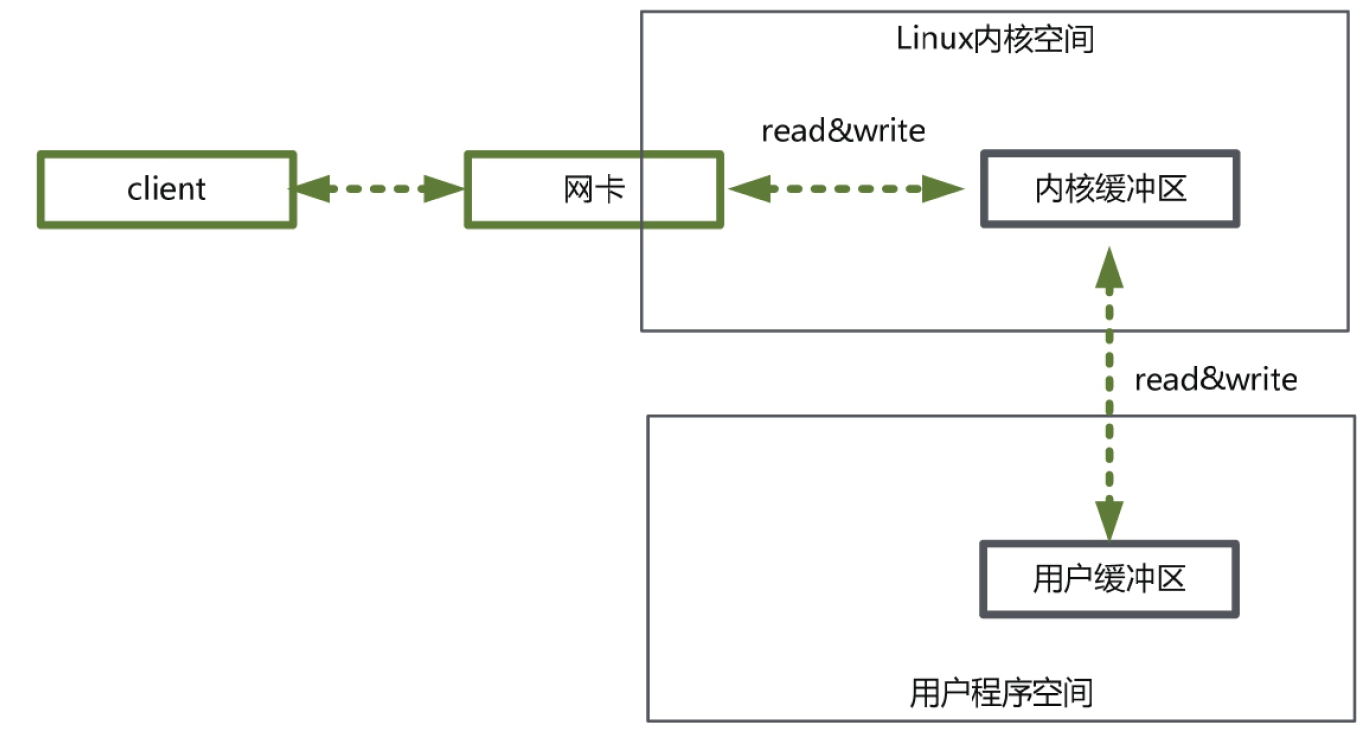 Linux内核空间
read&write
client
网卡
内核缓冲区
read&write
用户缓冲区
用户程序空间